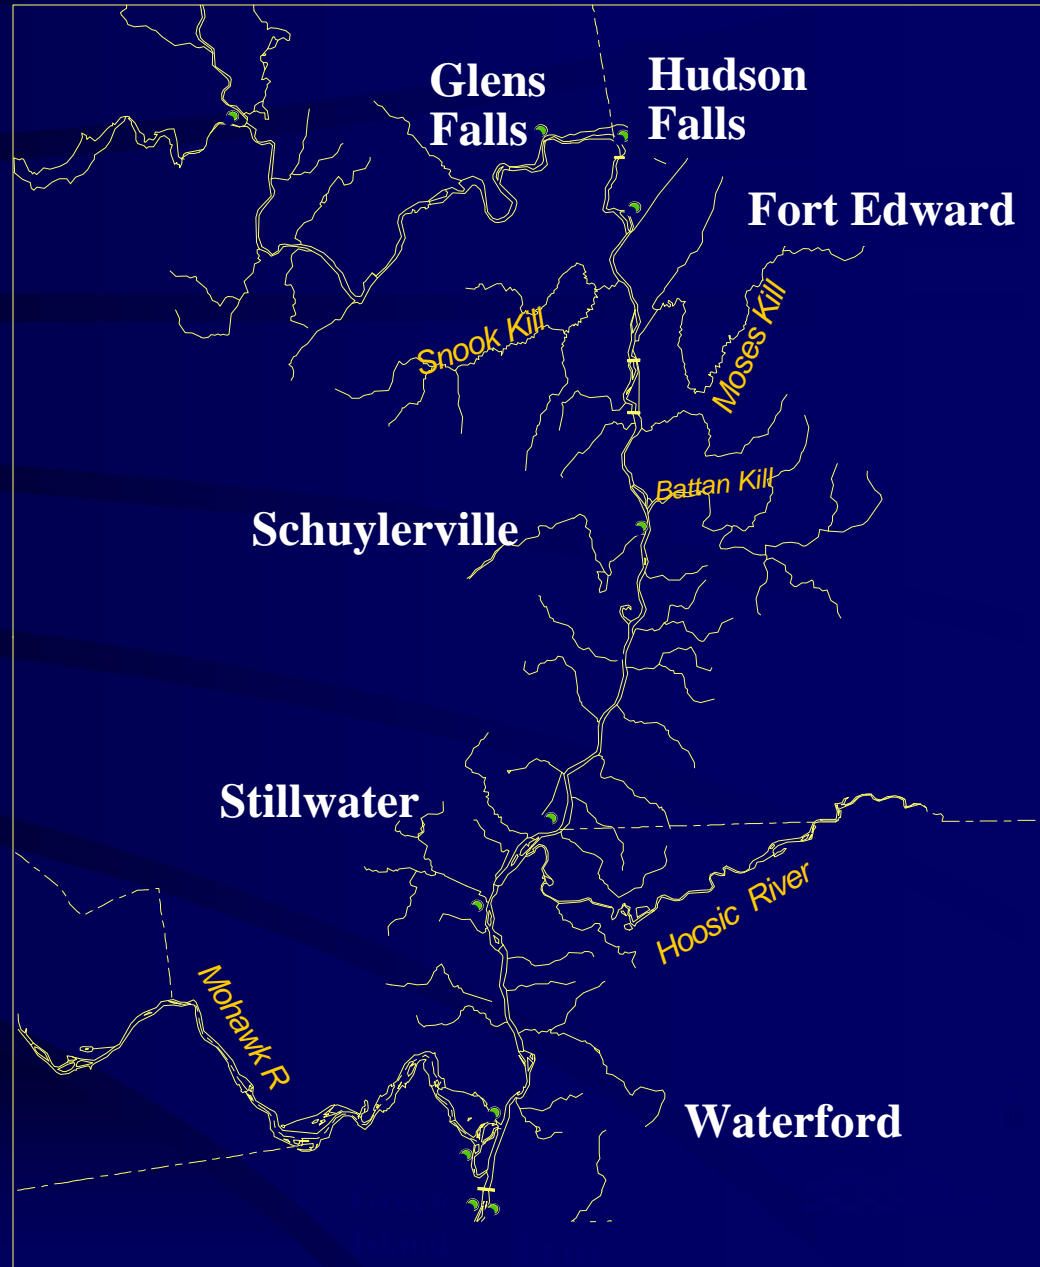 Glens
Falls
Hudson
Falls
Fort Edward
Snook Kill
Moses Kill
Battan Kill
Schuylerville
Stillwater
Hoosic River
Mohawk R
Waterford